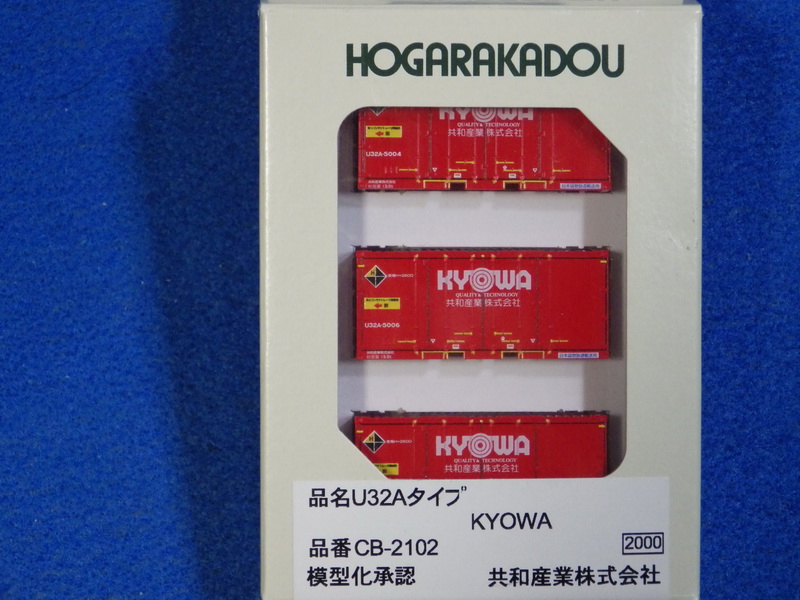 HOGARAKADOU
KYOWA
QUALITY & TECHNOLOGY
共和産業株式会社
U32A-5004
KYOWA
QUALITY & TECHNOLOGY
共和産業株式会社
U32A-5006
KYOWA
QUALITY & TECHNOLOGY
共和産業株式会社
品名U32Aタイプ
KYOWA
品番CB-2102
2000
模型化承認 共和産業株式会社